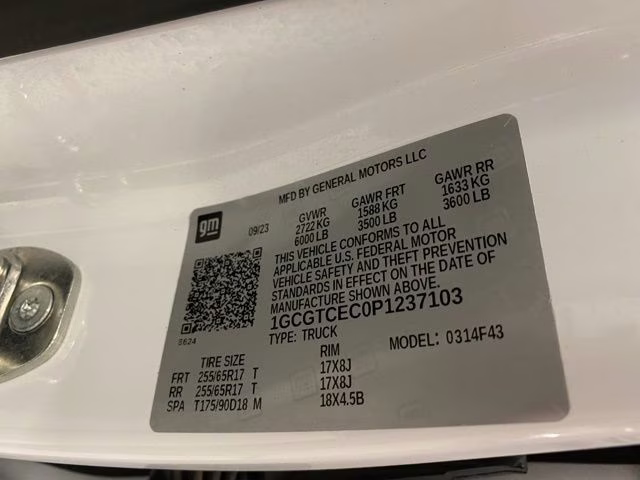 MFD BY GENERAL MOTORS LLC
gm 09/23 GVWR GAWR FRT GAWR RR
2722 KG 1588 KG 1633 KG
6000 LB 3500 LB 3600 LB
THIS VEHICLE CONFORMS TO ALL
APPLICABLE U.S. FEDERAL MOTOR
VEHICLE SAFETY AND THEFT PREVENTION
STANDARDS IN EFFECT ON THE DATE OF
MANUFACTURE SHOWN ABOVE.
1GCGTCEC0P1237103
TYPE: TRUCK MODEL: 0314F43
S624
TIRE SIZE RIM
FRT 255/65R17 T 17X8J
RR 255/65R17 T 17X8J
SPA T175/90D18 M 18X4.5B